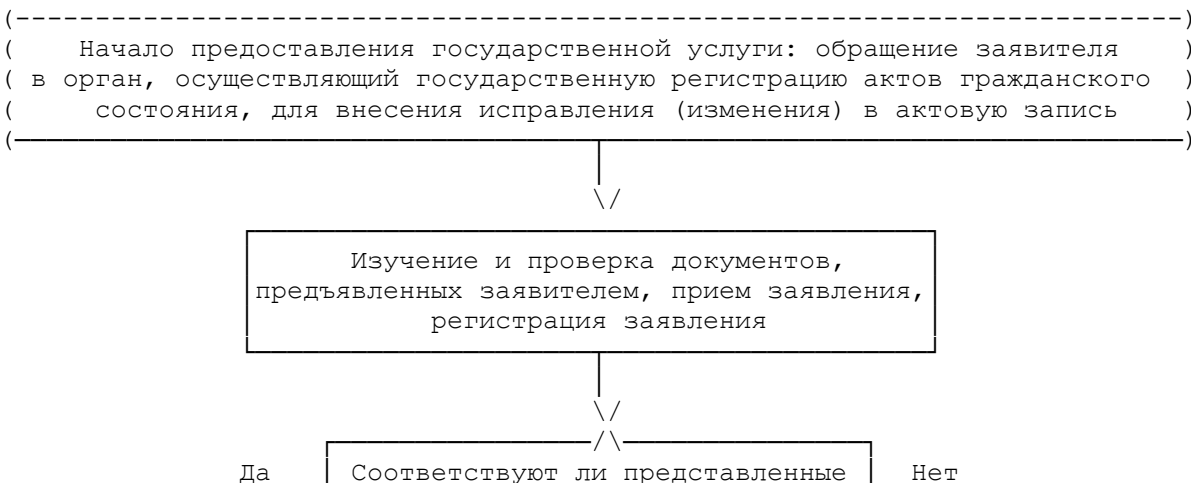 Начало предоставления государственной услуги: обращение заявителя
в орган, осуществляющий государственную регистрацию актов гражданского
состояния, для внесения исправления (изменения) в актовую запись
Изучение и проверка документов,
предъявленных заявителем, прием заявления,
регистрация заявления
Да Соответствуют ли представленные Нет